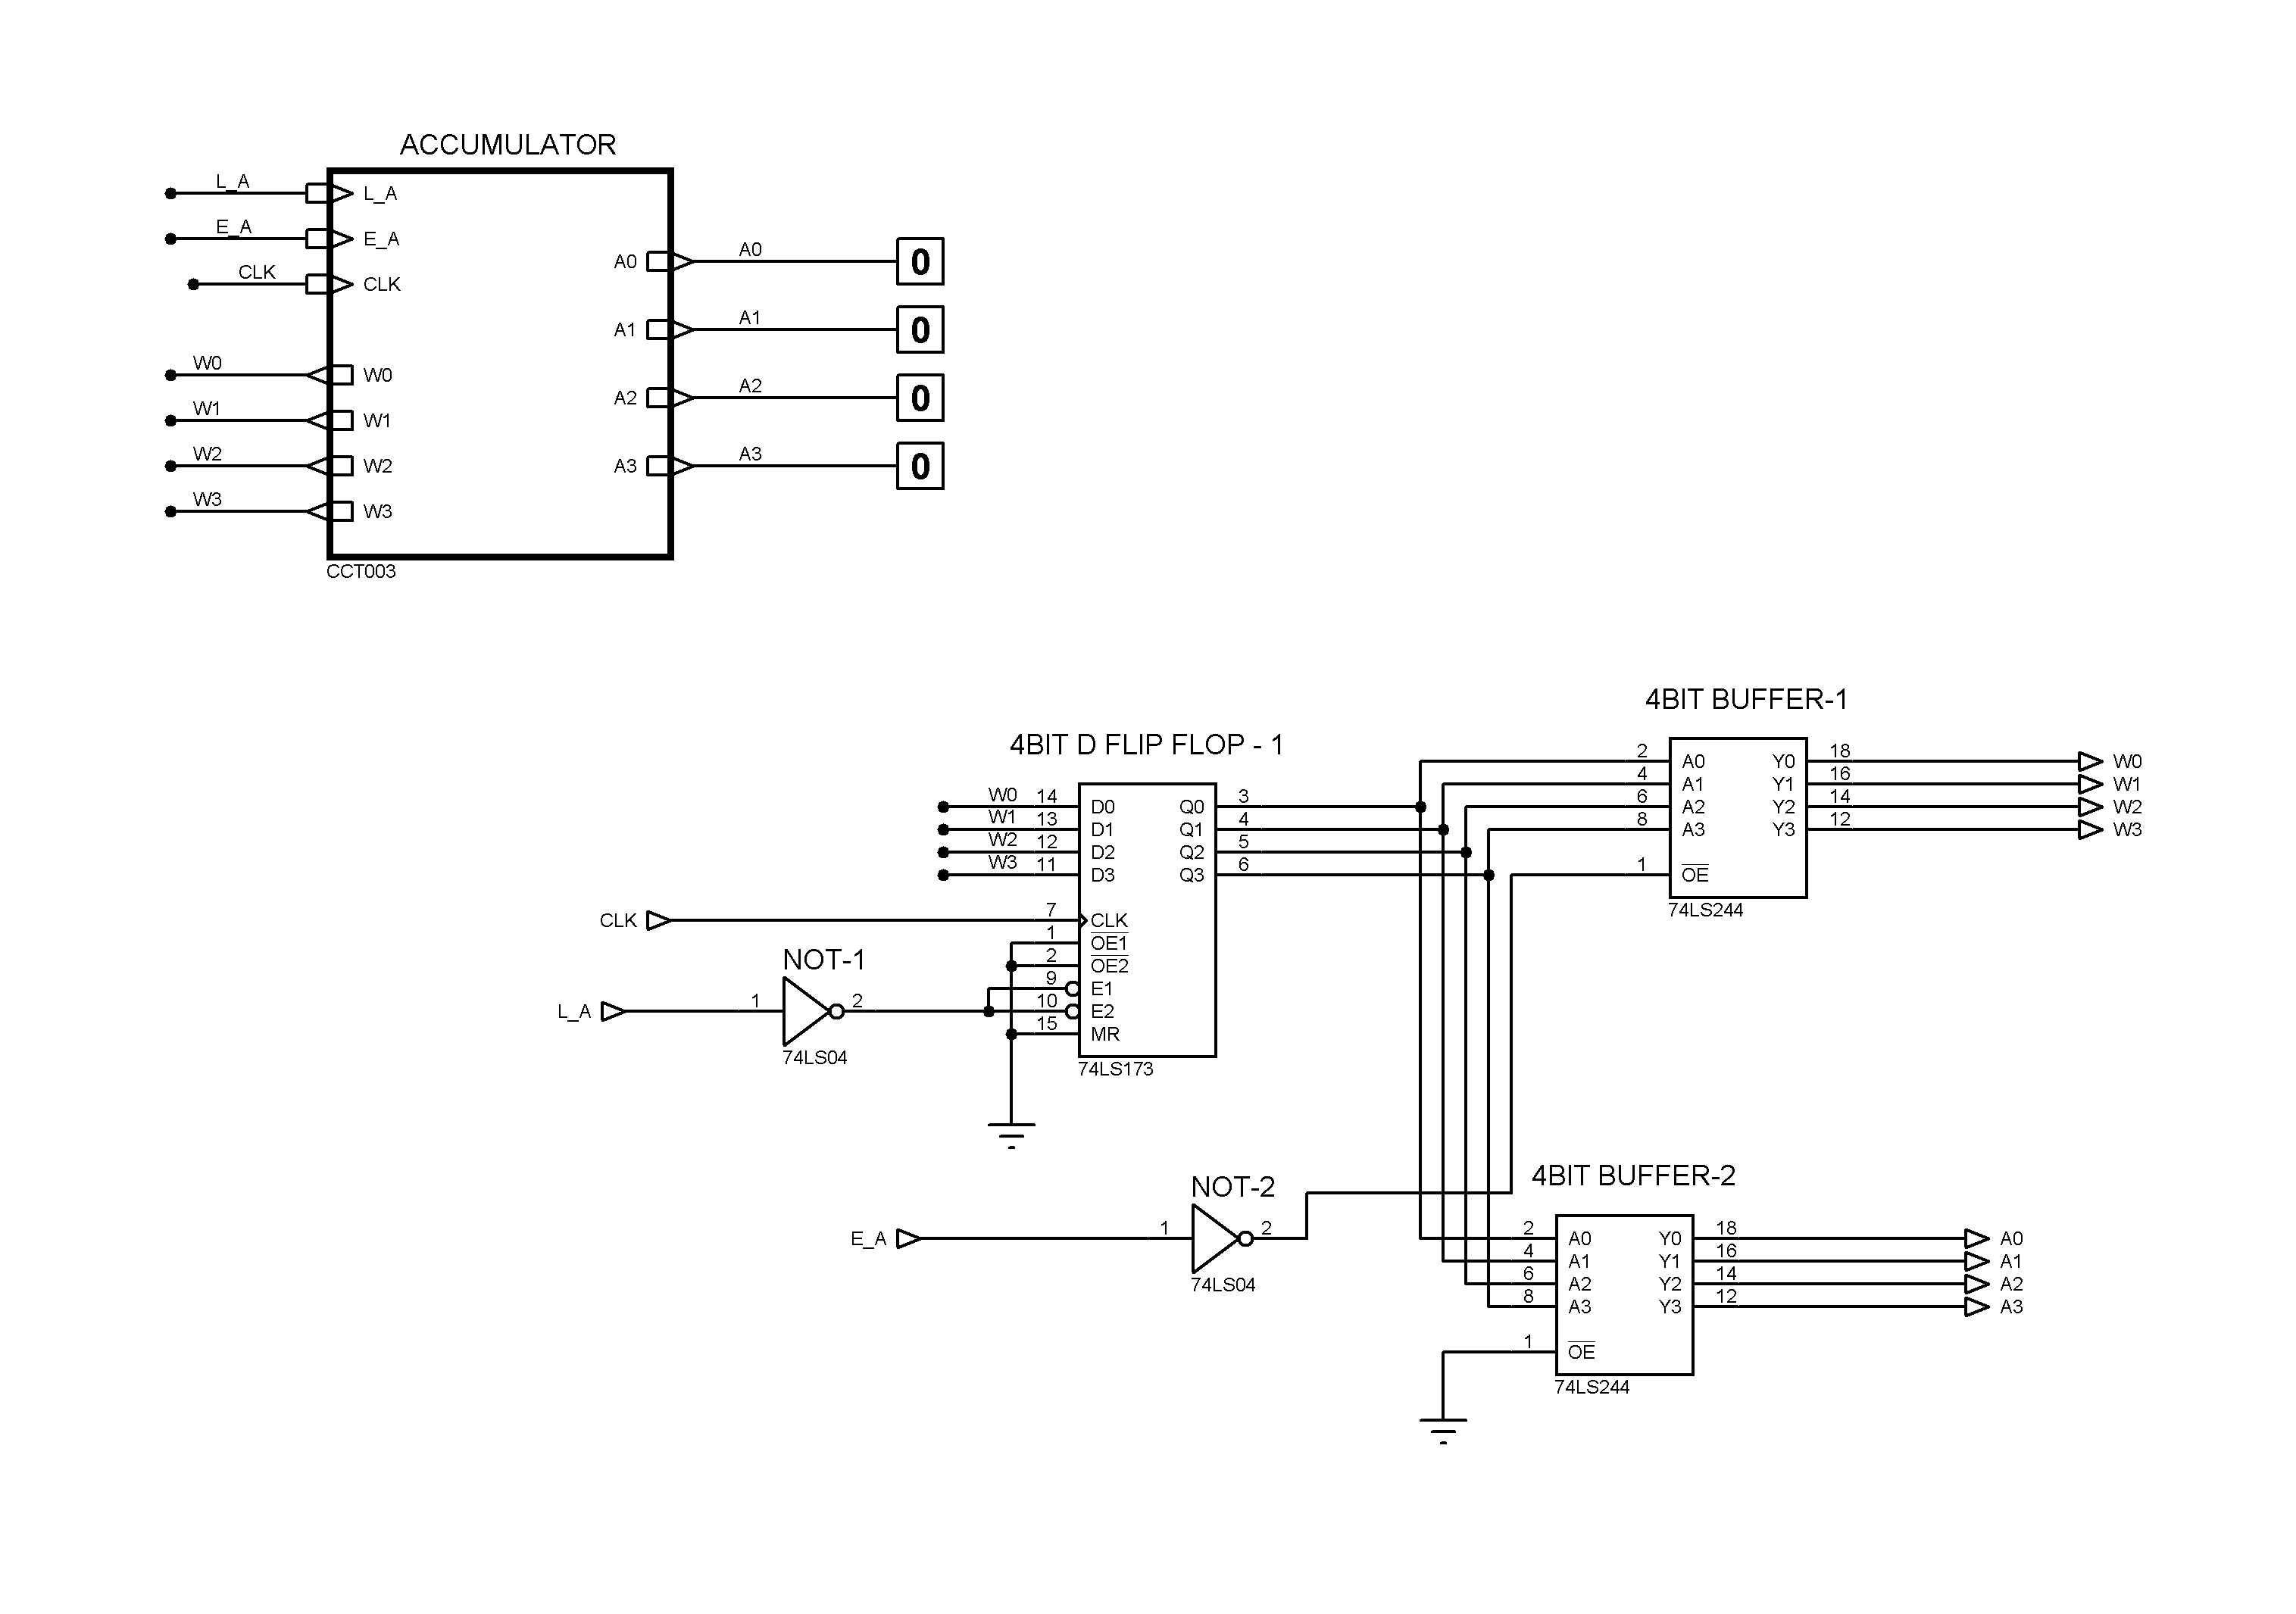 ACCUMULATOR
L_A
L_A
E_A
E_A
CLK
CLK
W0
W0
W1
W1
W2
W2
W3
W3
A0
A0
0
A1
A1
0
A2
A2
0
A3
A3
0
CCT003
4BIT D FLIP FLOP - 1
W0 14 D0 Q0 3
W1 13 D1 Q1 4
W2 12 D2 Q2 5
W3 11 D3 Q3 6
CLK 7 CLK
1 OE1
2 OE2
9 E1
10 E2
15 MR
74LS173
NOT-1
L_A 1 2
74LS04
4BIT BUFFER-1
2 A0 Y0 18 W0
4 A1 Y1 16 W1
6 A2 Y2 14 W2
8 A3 Y3 12 W3
1 OE
74LS244
NOT-2
E_A 1 2
74LS04
4BIT BUFFER-2
2 A0 Y0 18 A0
4 A1 Y1 16 A1
6 A2 Y2 14 A2
8 A3 Y3 12 A3
1 OE
74LS244